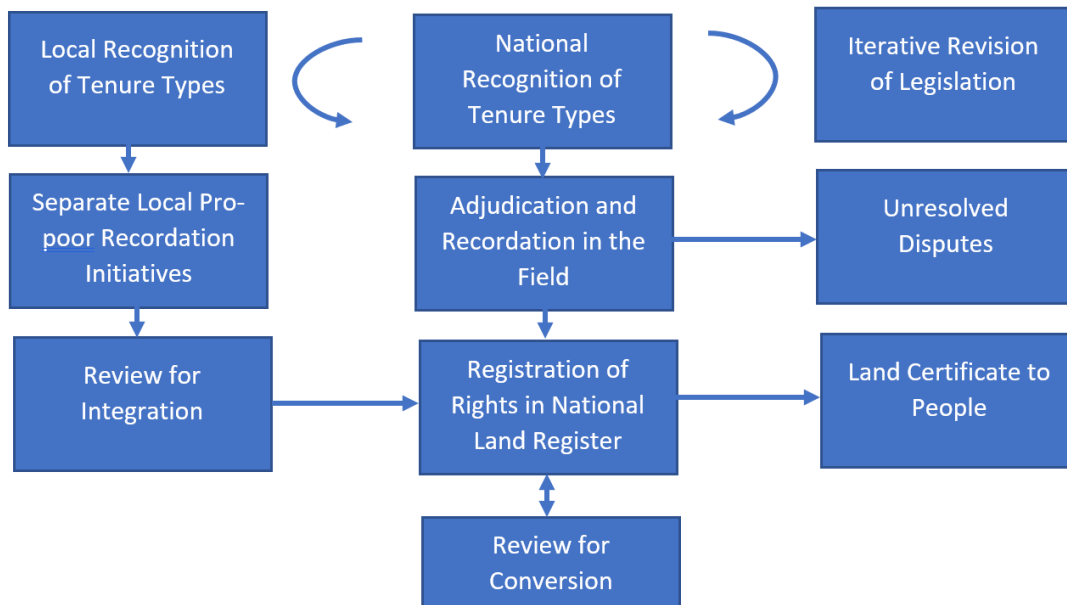 Local Recognition
of Tenure Types
National
Recognition of
Tenure Types
Iterative Revision
of Legislation
Separate Local Pro-
poor Recordation
Initiatives
Adjudication and
Recordation in the
Field
Unresolved
Disputes
Review for
Integration
Registration of
Rights in National
Land Register
Land Certificate to
People
Review for
Conversion